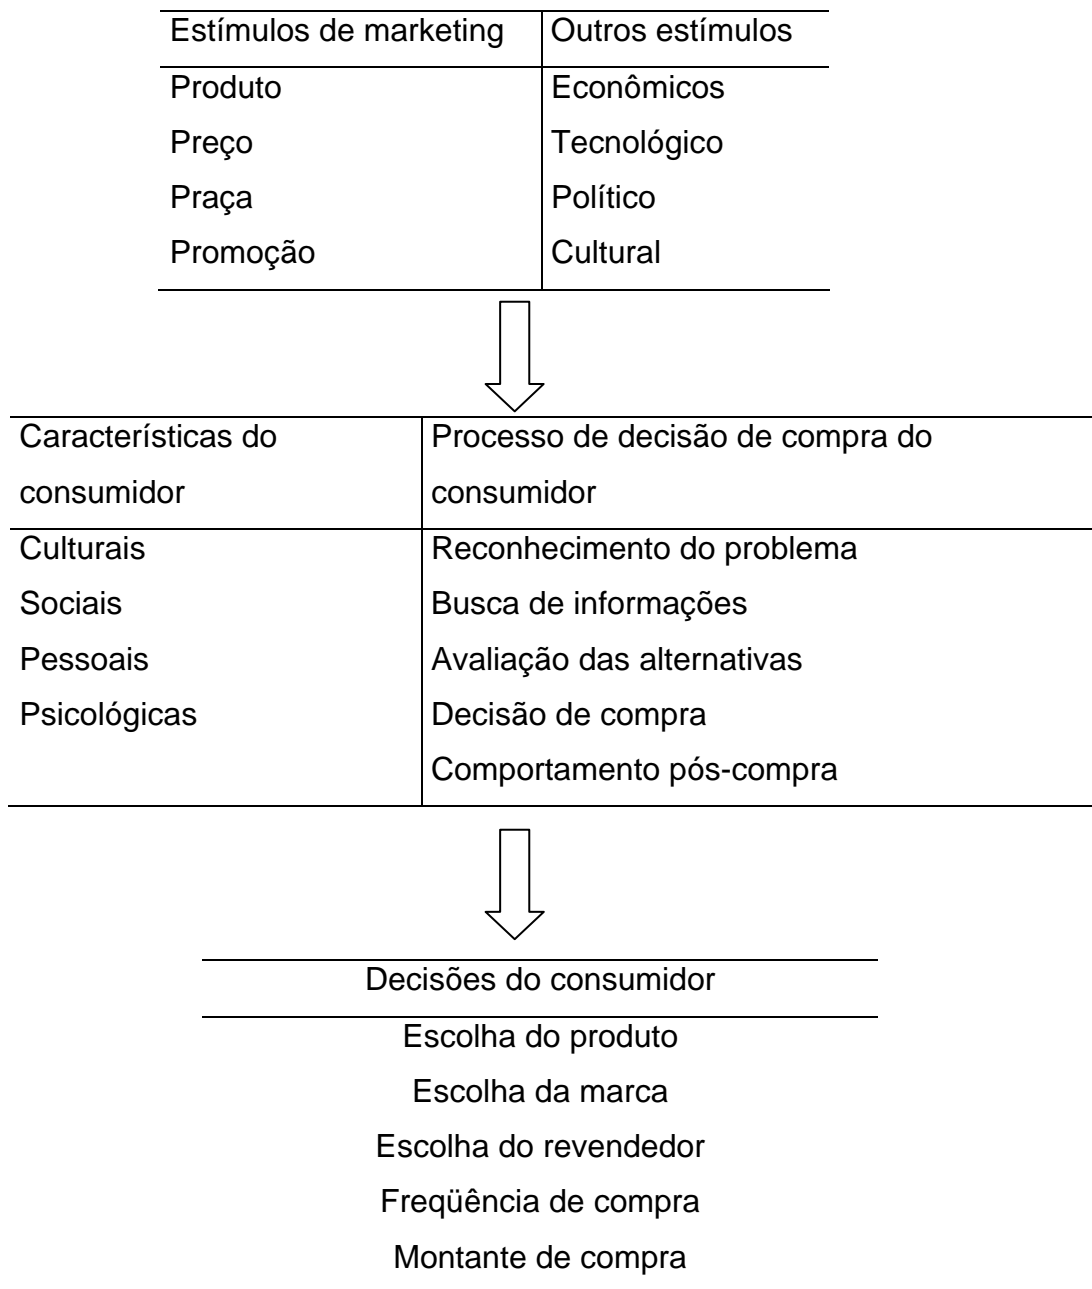 Estímulos de marketing Outros estímulos
Produto Econômicos
Preço Tecnológico
Praça Político
Promoção Cultural
Características do Processo de decisão de compra do
consumidor consumidor
Culturais Reconhecimento do problema
Sociais Busca de informações
Pessoais Avaliação das alternativas
Psicológicas Decisão de compra
Comportamento pós-compra
Decisões do consumidor
Escolha do produto
Escolha da marca
Escolha do revendedor
Freqüência de compra
Montante de compra